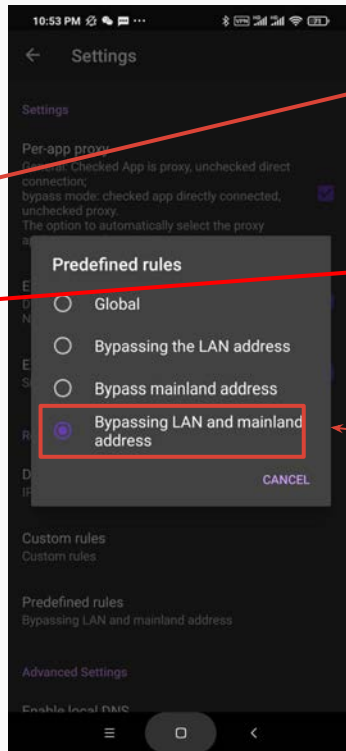 10:53 PM
VPN
71
Settings
Settings
Per-app proxy
General: Checked App is proxy, unchecked direct
connection;
bypass mode: checked app directly connected,
unchecked proxy.
The option to automatically select the proxy
Predefined rules
Global
Bypassing the LAN address
Bypass mainland address
Bypassing LAN and mainland
address
CANCEL
Custom rules
Custom rules
Predefined rules
Bypassing LAN and mainland address
Advanced Settings
Enable local DNS